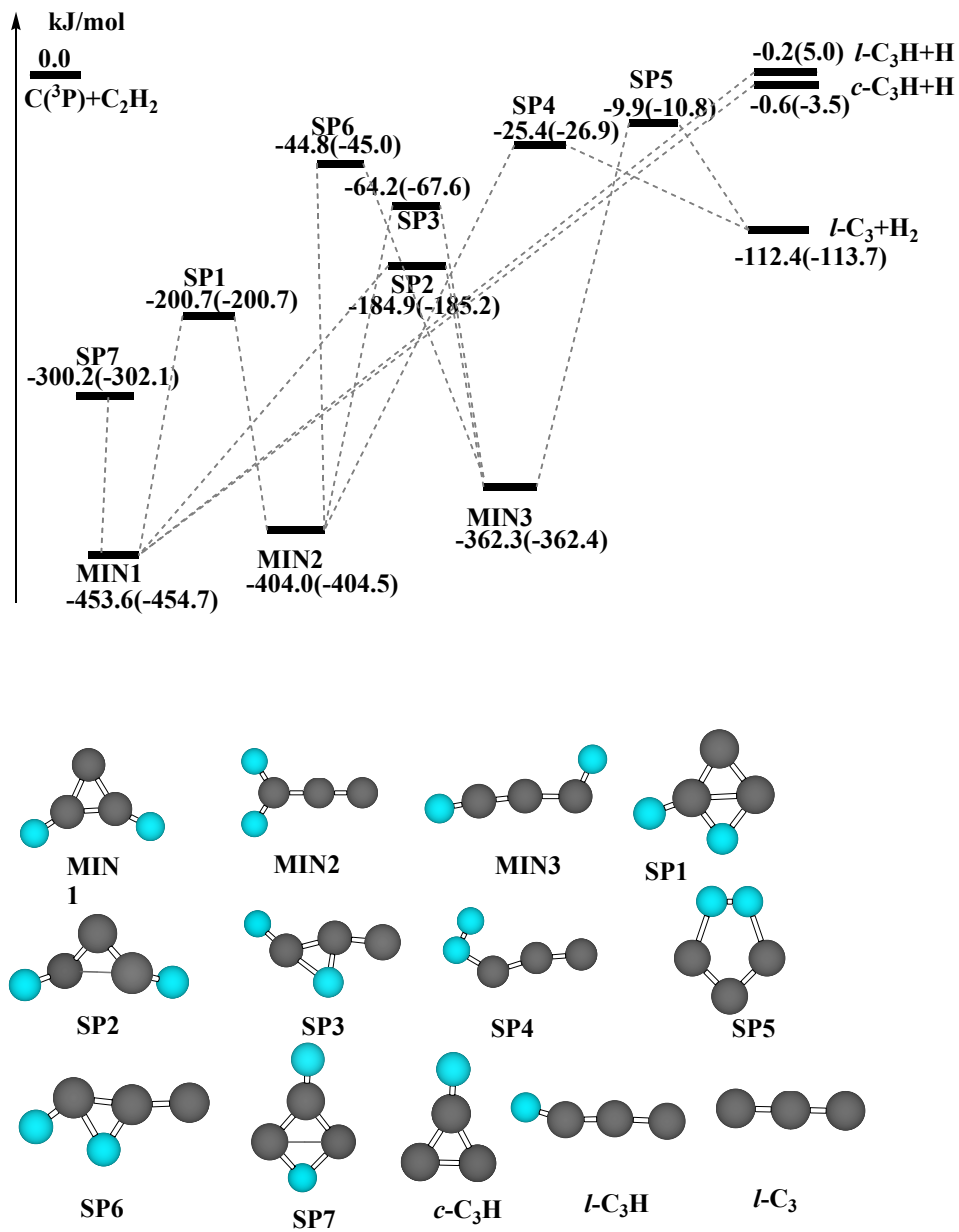 kJ/mol
0.0
C(³P)+C₂H₂
-0.2(5.0) l-C₃H+H
SP5
-9.9(-10.8)
c-C₃H+H
-0.6(-3.5)
SP4
-25.4(-26.9)
SP6
-44.8(-45.0)
-64.2(-67.6)
SP3
l-C₃+H₂
-112.4(-113.7)
SP1
-200.7(-200.7)
SP2
-184.9(-185.2)
SP7
-300.2(-302.1)
MIN3
-362.3(-362.4)
MIN2
-404.0(-404.5)
MIN1
-453.6(-454.7)
MIN
1
MIN2
MIN3
SP1
SP2
SP3
SP4
SP5
SP6
SP7
c-C₃H
l-C₃H
l-C₃